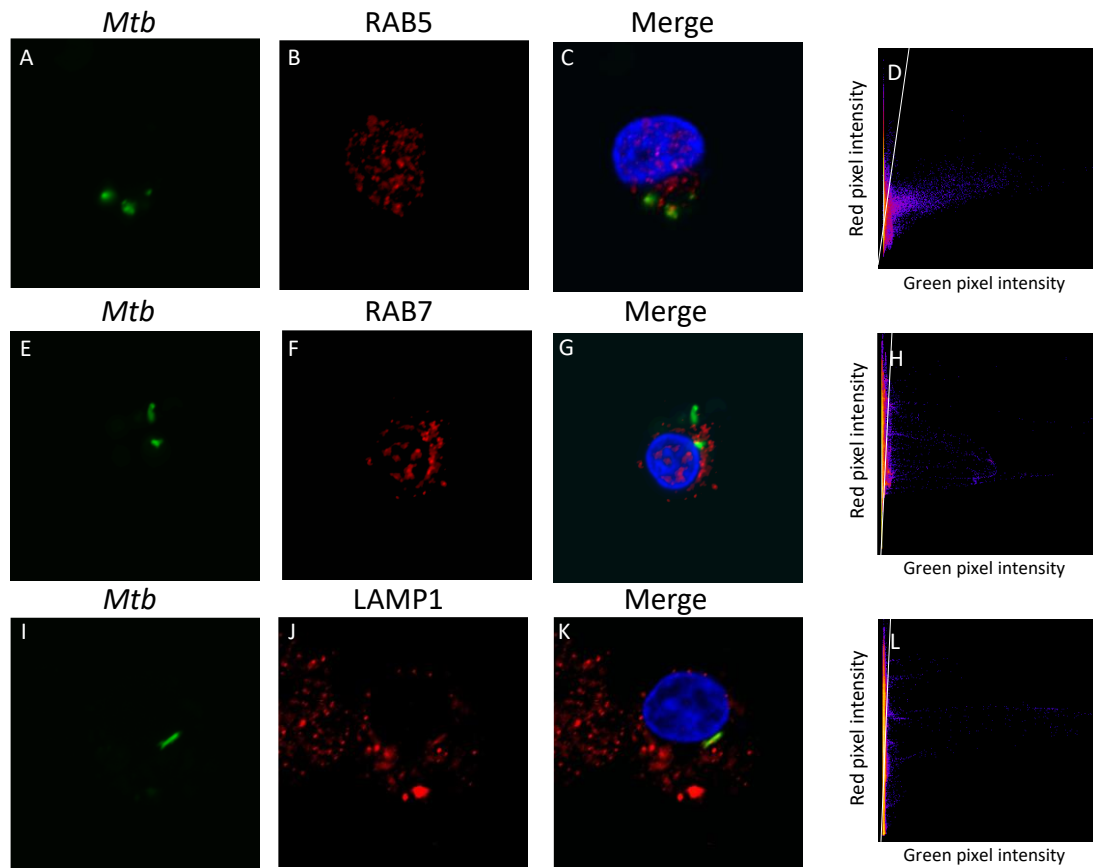 Mtb RAB5 Merge
A B C D
Red pixel intensity
Green pixel intensity
Mtb RAB7 Merge
E F G H
Red pixel intensity
Green pixel intensity
Mtb LAMP1 Merge
I J K L
Red pixel intensity
Green pixel intensity